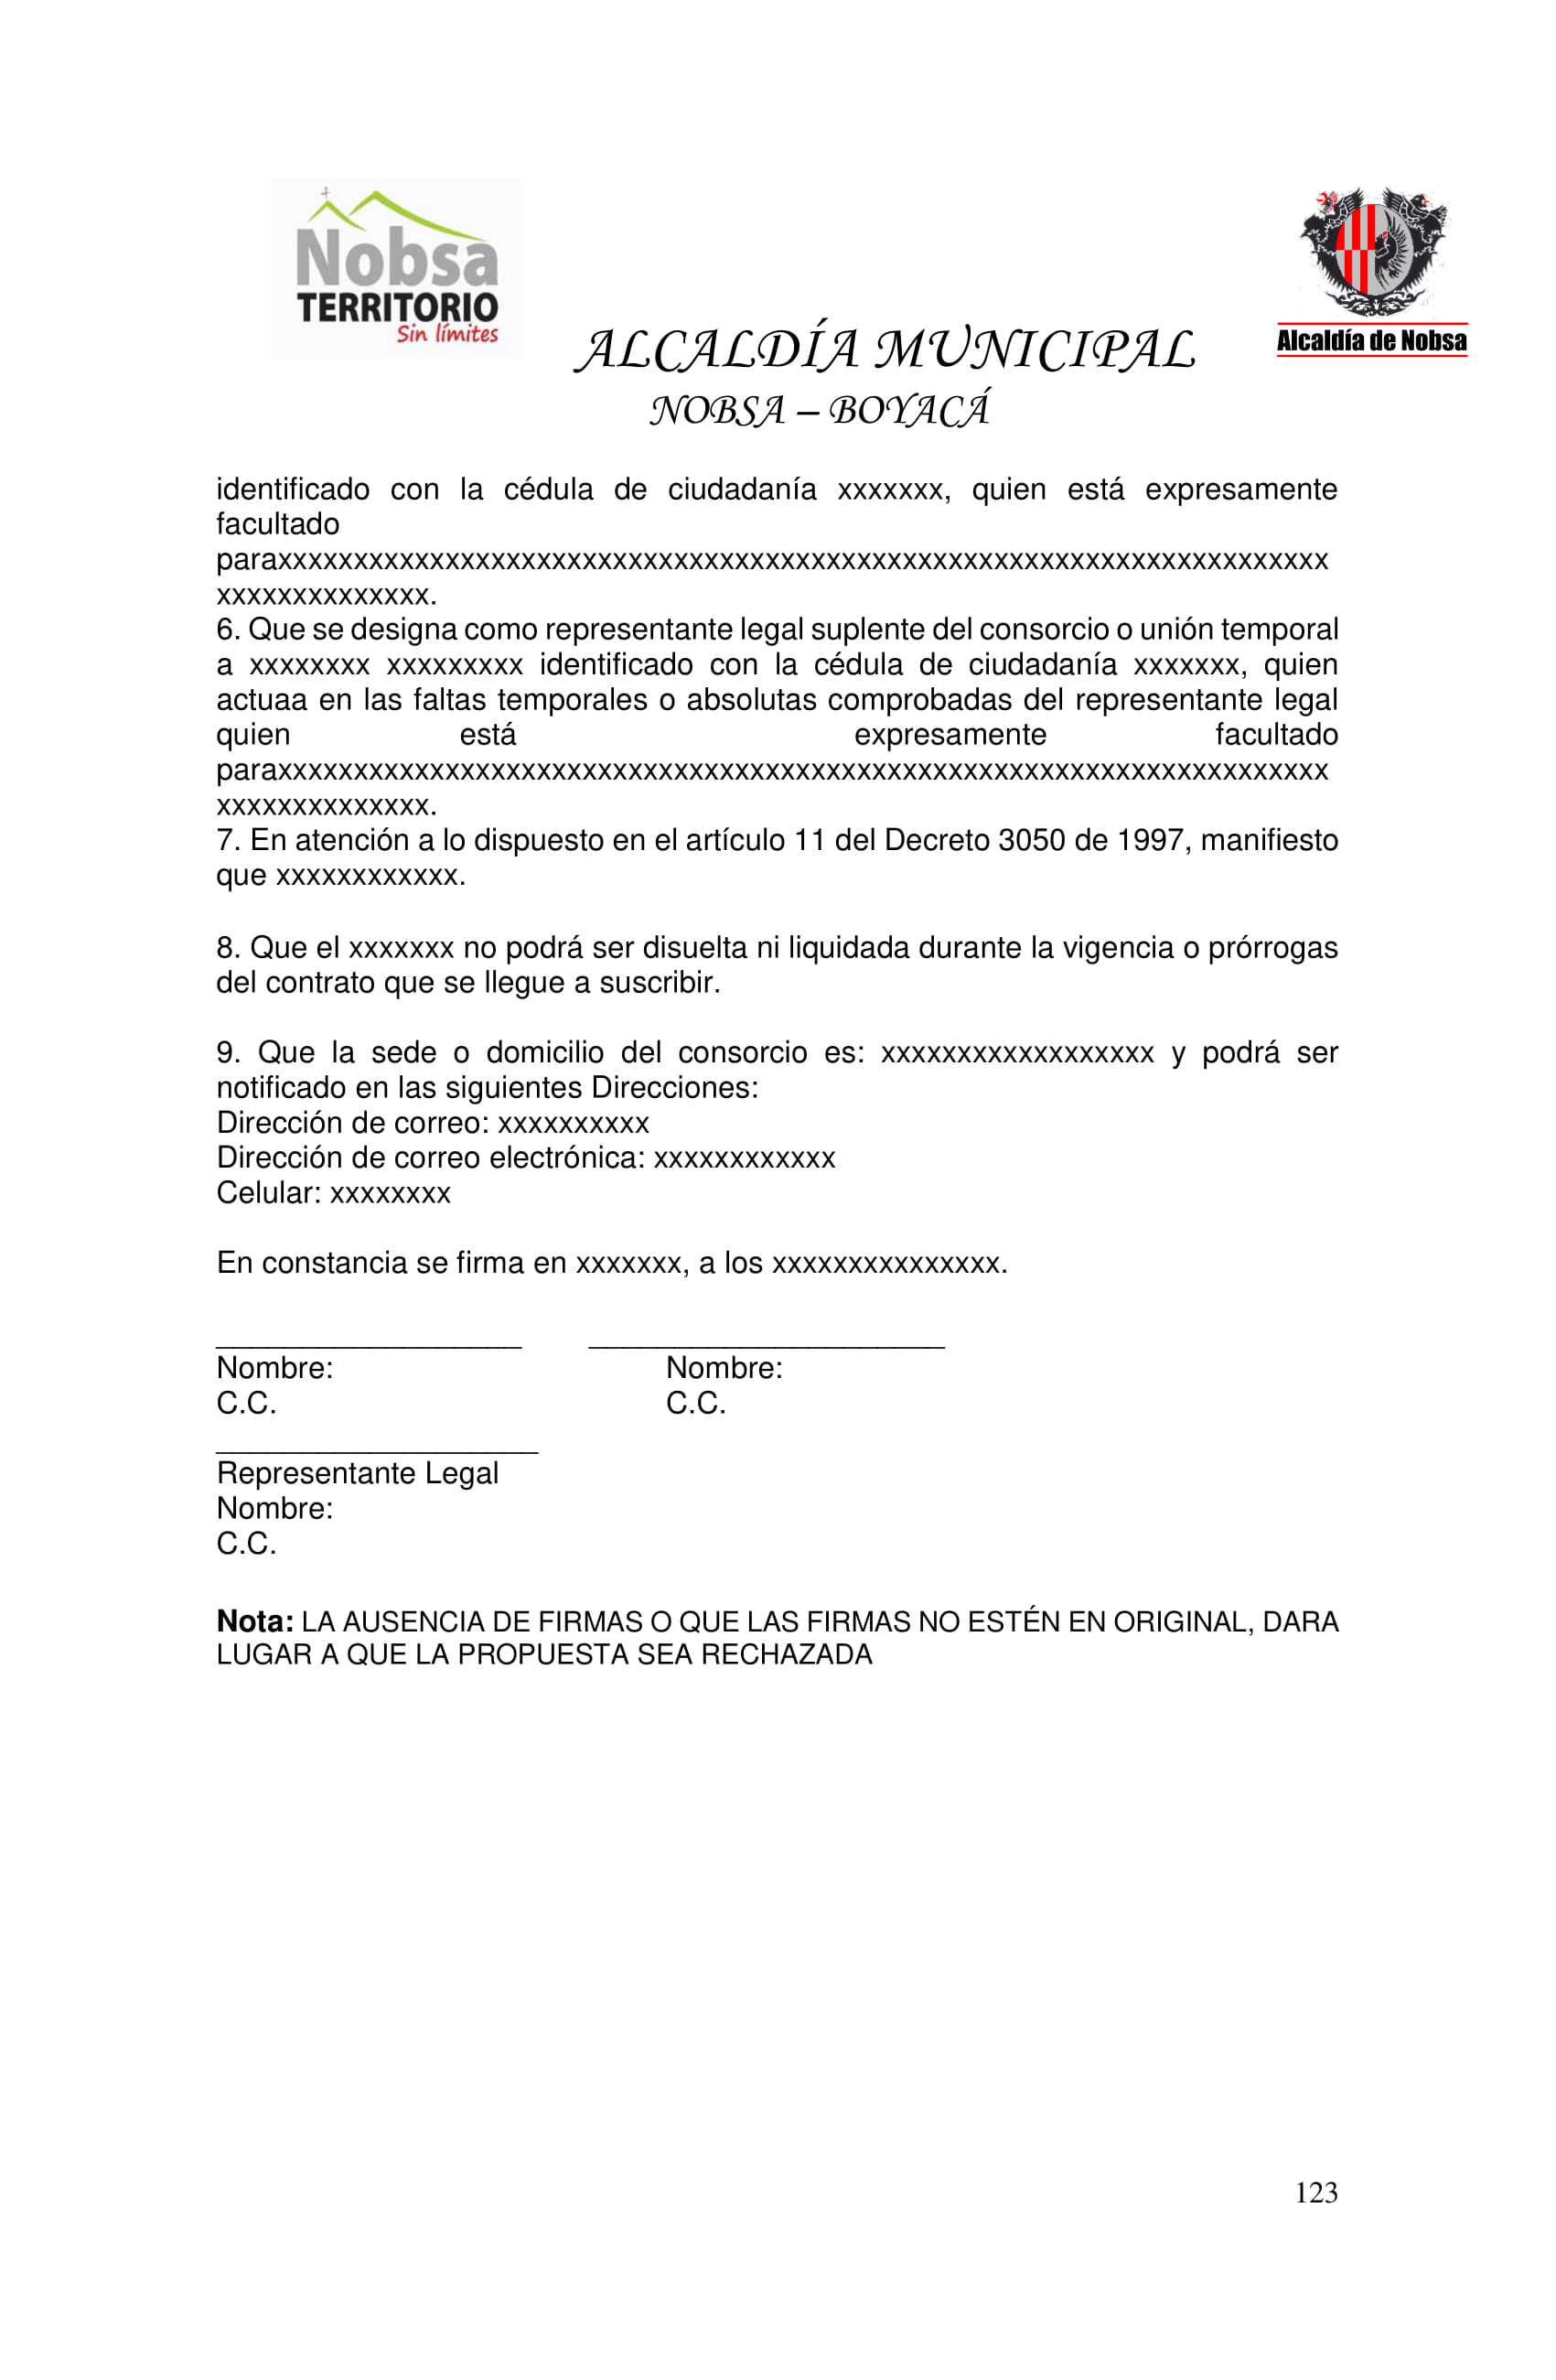 Nobsa
TERRITORIO
Sin límites
Alcaldía de Nobsa
ALCALDÍA MUNICIPAL
NOBSA – BOYACÁ
identificado con la cédula de ciudadanía xxxxxxx, quien está expresamente
facultado
paraxxxxxxxxxxxxxxxxxxxxxxxxxxxxxxxxxxxxxxxxxxxxxxxxxxxxxxxxxxxxxxxxxxxxx
xxxxxxxxxxxxxx.
6. Que se designa como representante legal suplente del consorcio o unión temporal
a xxxxxxxx xxxxxxxxx identificado con la cédula de ciudadanía xxxxxxx, quien
actuaa en las faltas temporales o absolutas comprobadas del representante legal
quien está expresamente facultado
paraxxxxxxxxxxxxxxxxxxxxxxxxxxxxxxxxxxxxxxxxxxxxxxxxxxxxxxxxxxxxxxxxxxxxx
xxxxxxxxxxxxxx.
7. En atención a lo dispuesto en el artículo 11 del Decreto 3050 de 1997, manifiesto
que xxxxxxxxxxxx.
8. Que el xxxxxxx no podrá ser disuelta ni liquidada durante la vigencia o prórrogas
del contrato que se llegue a suscribir.
9. Que la sede o domicilio del consorcio es: xxxxxxxxxxxxxxxxxx y podrá ser
notificado en las siguientes Direcciones:
Dirección de correo: xxxxxxxxxx
Dirección de correo electrónica: xxxxxxxxxxxx
Celular: xxxxxxxx
En constancia se firma en xxxxxxx, a los xxxxxxxxxxxxxxx.
__________________ _____________________
Nombre: Nombre:
C.C. C.C.
___________________
Representante Legal
Nombre:
C.C.
Nota: LA AUSENCIA DE FIRMAS O QUE LAS FIRMAS NO ESTÉN EN ORIGINAL, DARA
LUGAR A QUE LA PROPUESTA SEA RECHAZADA
123